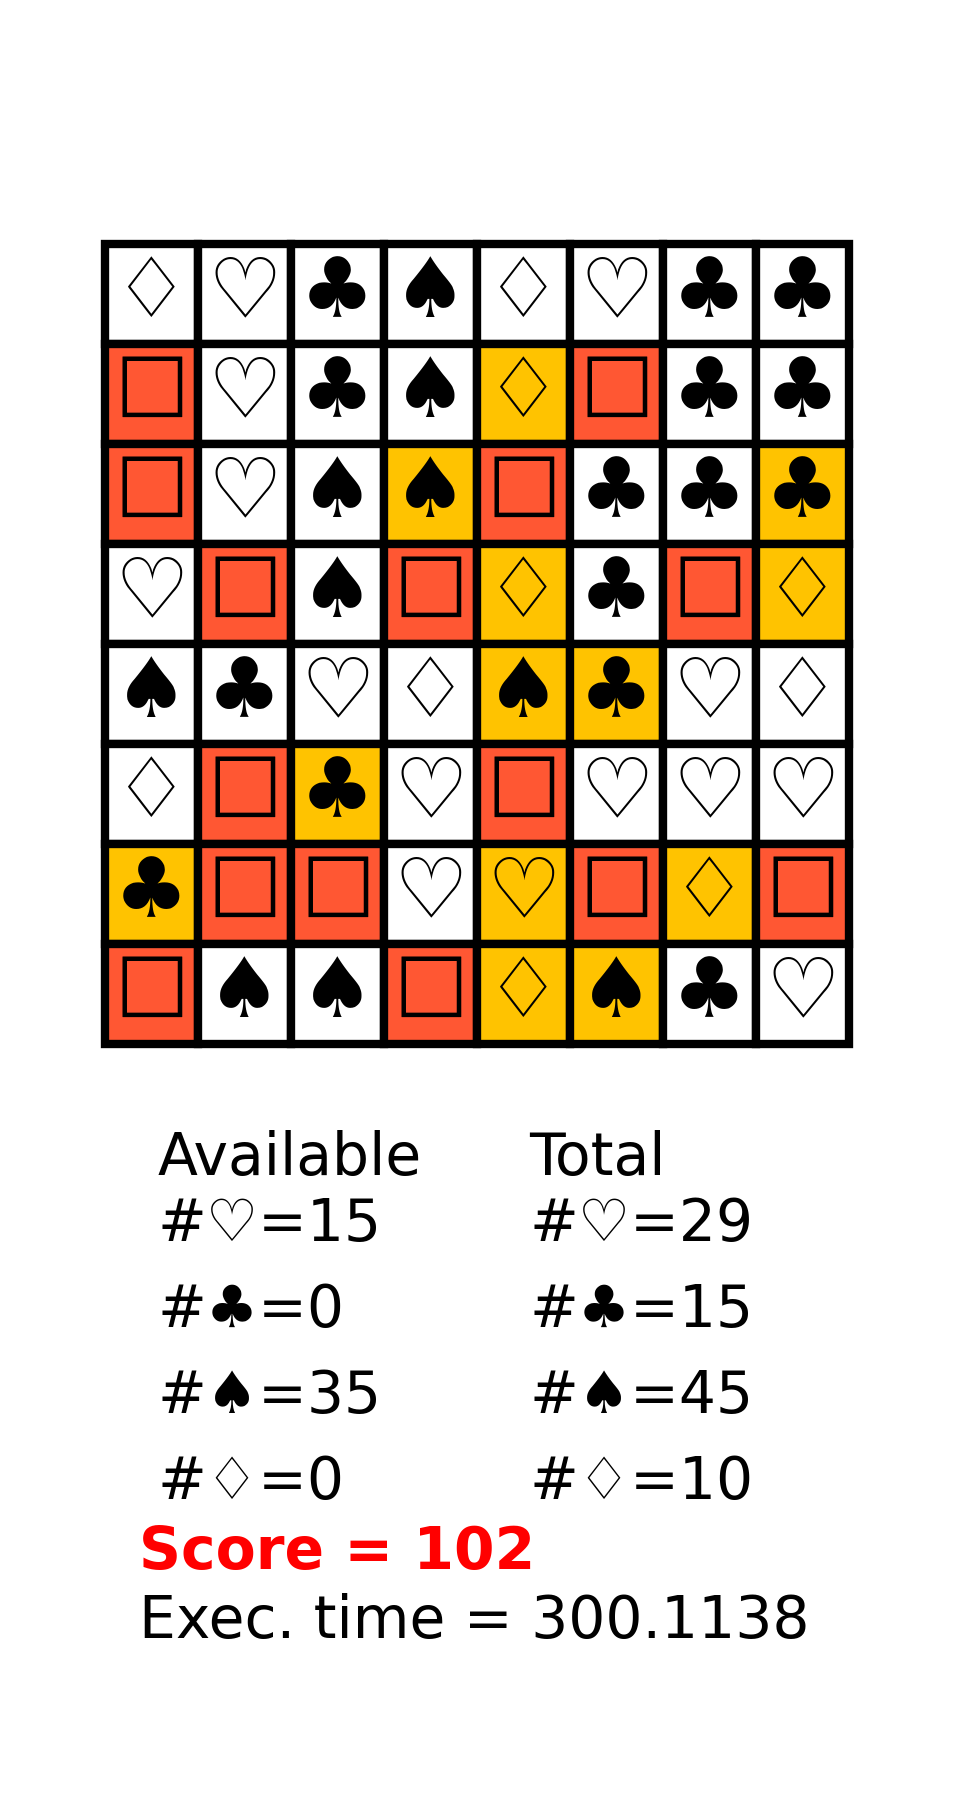 ♢ ♡ ♣ ♠ ♢ ♡ ♣ ♣
□ ♡ ♣ ♠ ♢ □ ♣ ♣
□ ♡ ♠ ♠ □ ♣ ♣ ♣
♡ □ ♠ □ ♢ ♣ □ ♢
♠ ♣ ♡ ♢ ♠ ♣ ♡ ♢
♢ □ ♣ ♡ □ ♡ ♡ ♡
♣ □ □ ♡ ♡ □ ♢ □
□ ♠ ♠ □ ♢ ♠ ♣ ♡
Available Total
#♡=15 #♡=29
#♣=0 #♣=15
#♠=35 #♠=45
#♢=0 #♢=10
Score = 102
Exec. time = 300.1138